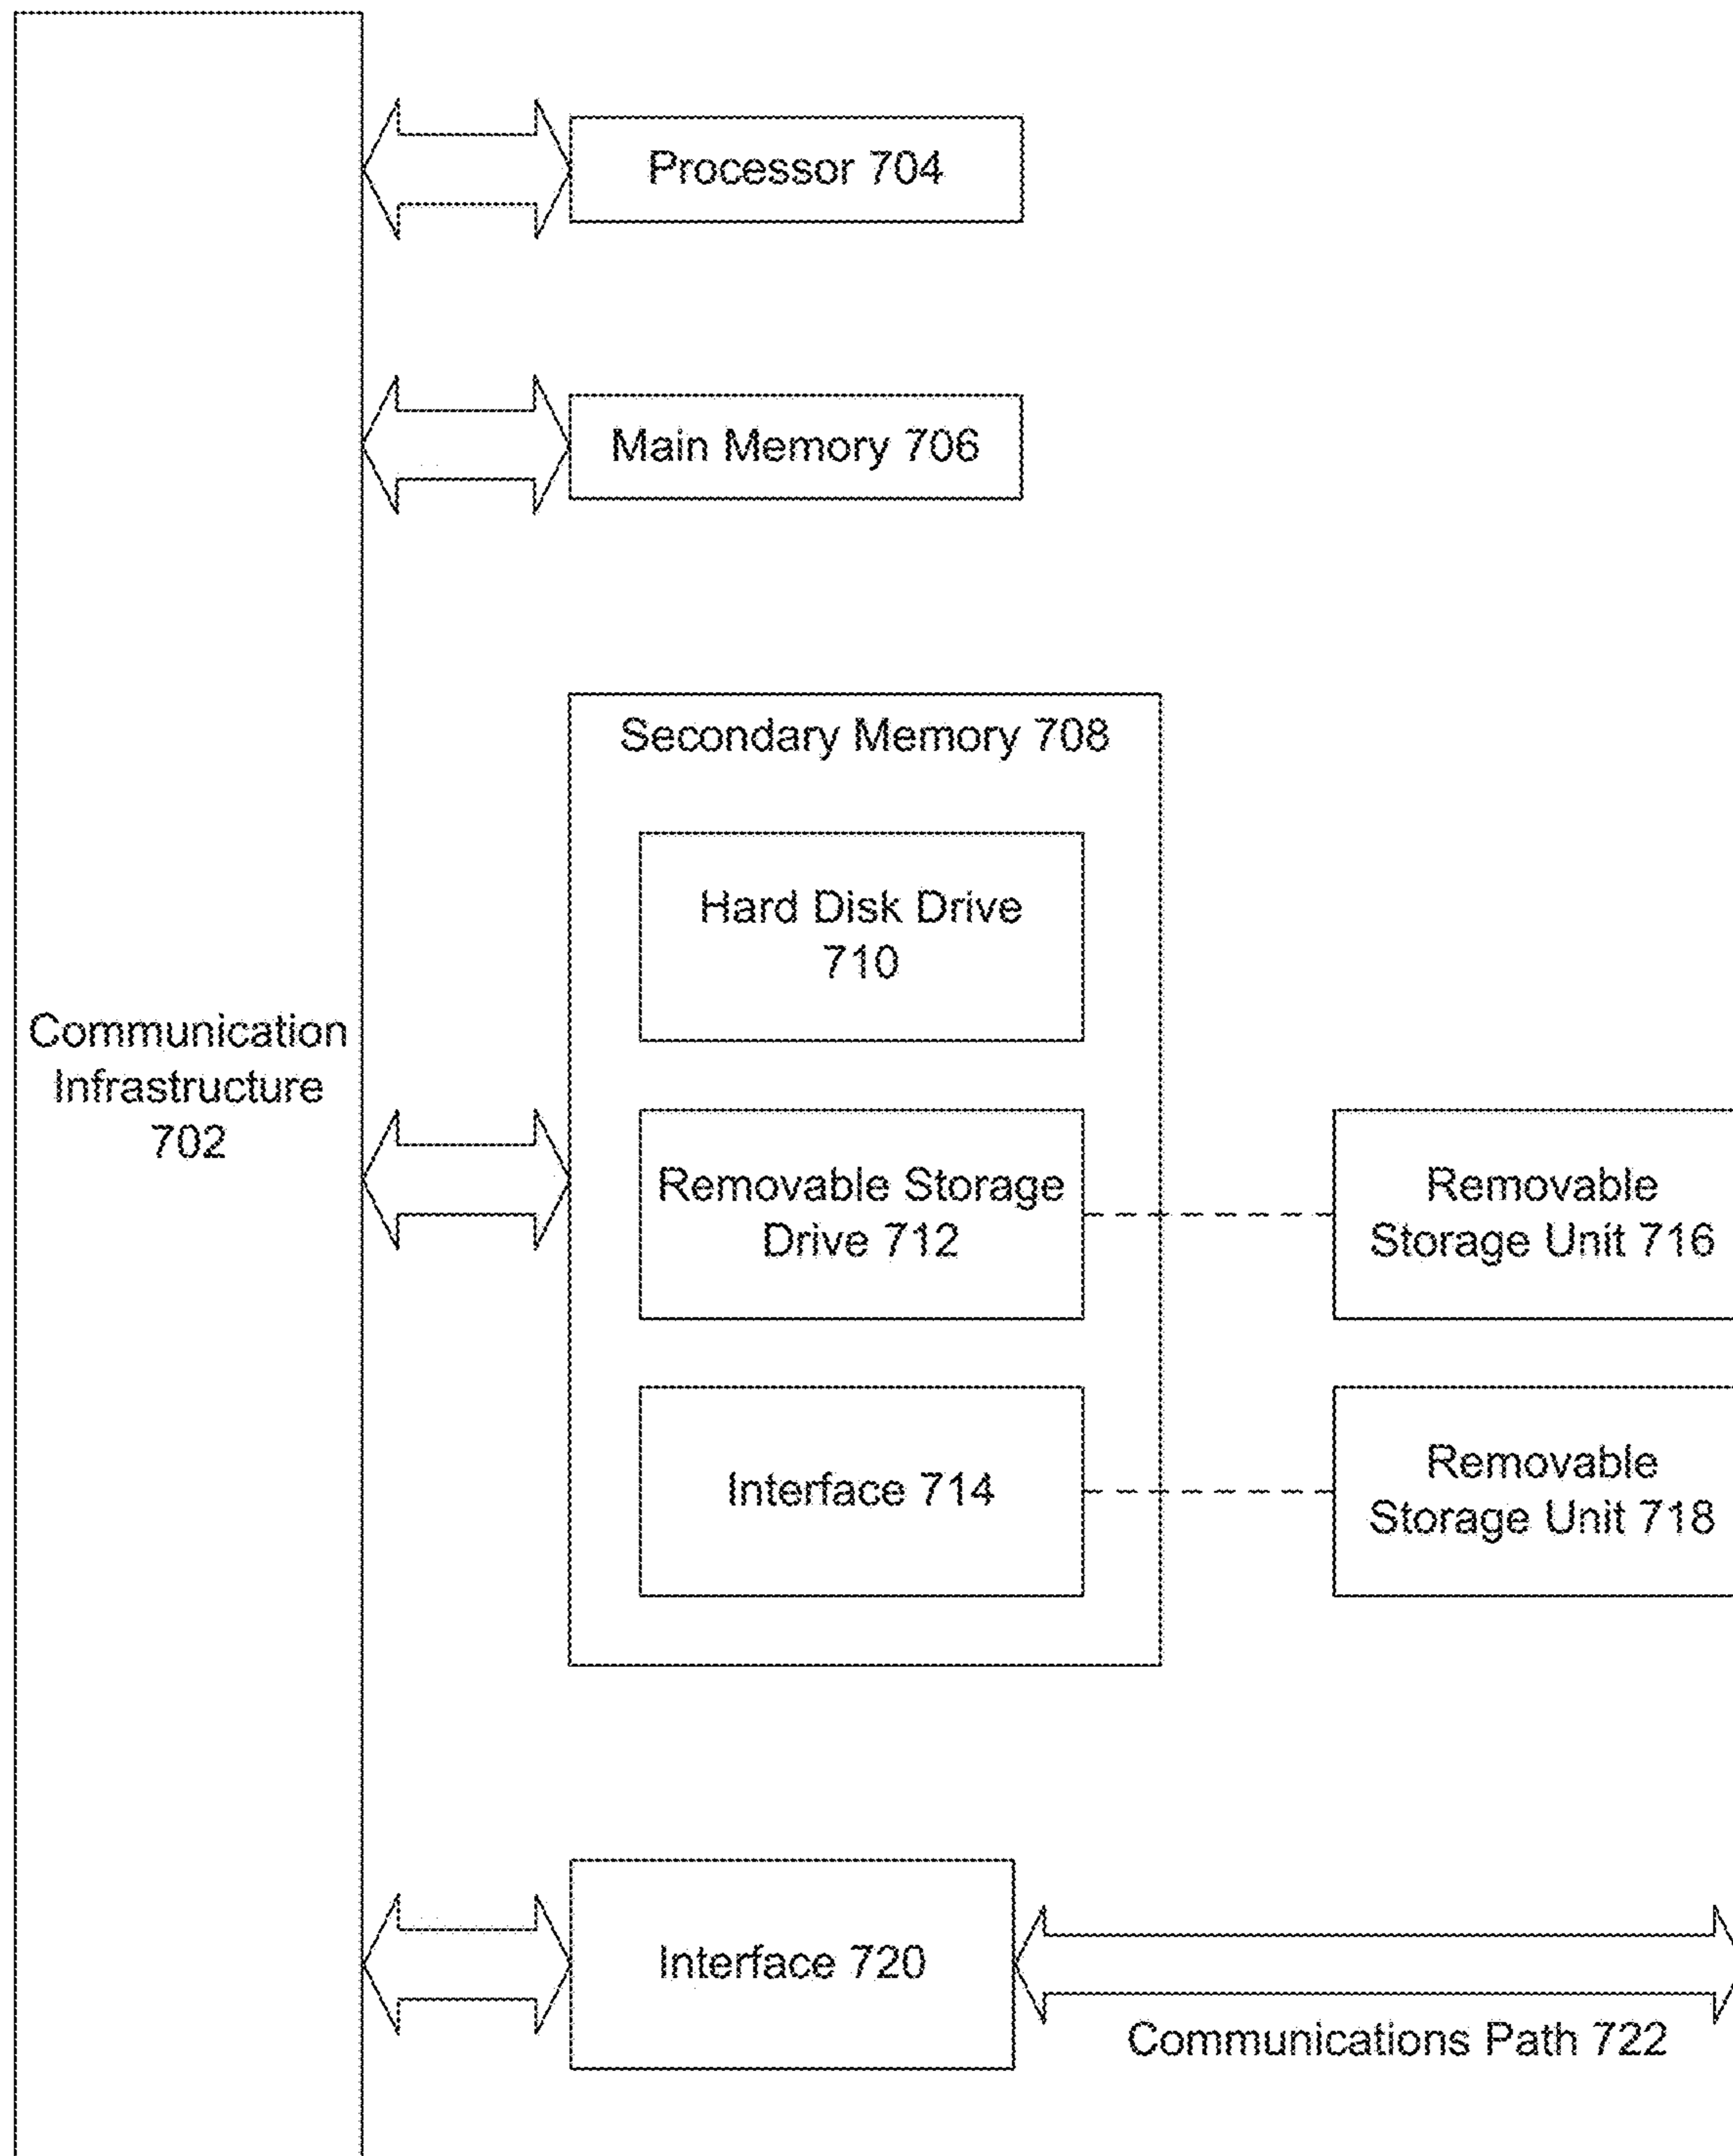 Processor 704
Main Memory 706
Secondary Memory 708
Hard Disk Drive
710
Communication
Infrastructure
702
Removable Storage
Drive 712
Removable
Storage Unit 716
Interface 714
Removable
Storage Unit 718
Interface 720
Communications Path 722